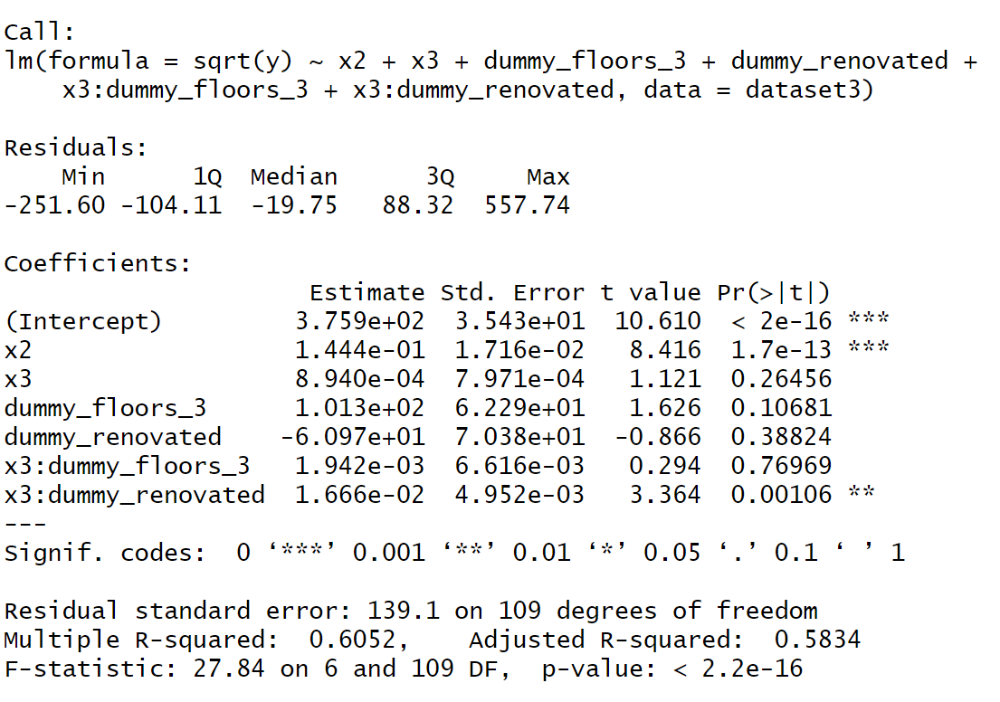 Call:
lm(formula = sqrt(y) ~ x2 + x3 + dummy_floors_3 + dummy_renovated +
    x3:dummy_floors_3 + x3:dummy_renovated, data = dataset3)
Residuals:
    Min      1Q  Median      3Q     Max
-251.60 -104.11  -19.75   88.32  557.74
Coefficients:
                     Estimate Std. Error t value Pr(>|t|)
(Intercept)         3.759e+02  3.543e+01  10.610  < 2e-16 ***
x2                  1.444e-01  1.716e-02   8.416  1.7e-13 ***
x3                  8.940e-04  7.971e-04   1.121  0.26456
dummy_floors_3      1.013e+02  6.229e+01   1.626  0.10681
dummy_renovated    -6.097e+01  7.038e+01  -0.866  0.38824
x3:dummy_floors_3   1.942e-03  6.616e-03   0.294  0.76969
x3:dummy_renovated  1.666e-02  4.952e-03   3.364  0.00106 **
---
Signif. codes:  0 ‘***’ 0.001 ‘**’ 0.01 ‘*’ 0.05 ‘.’ 0.1 ‘ ’ 1
Residual standard error: 139.1 on 109 degrees of freedom
Multiple R-squared:  0.6052,    Adjusted R-squared:  0.5834
F-statistic: 27.84 on 6 and 109 DF,  p-value: < 2.2e-16